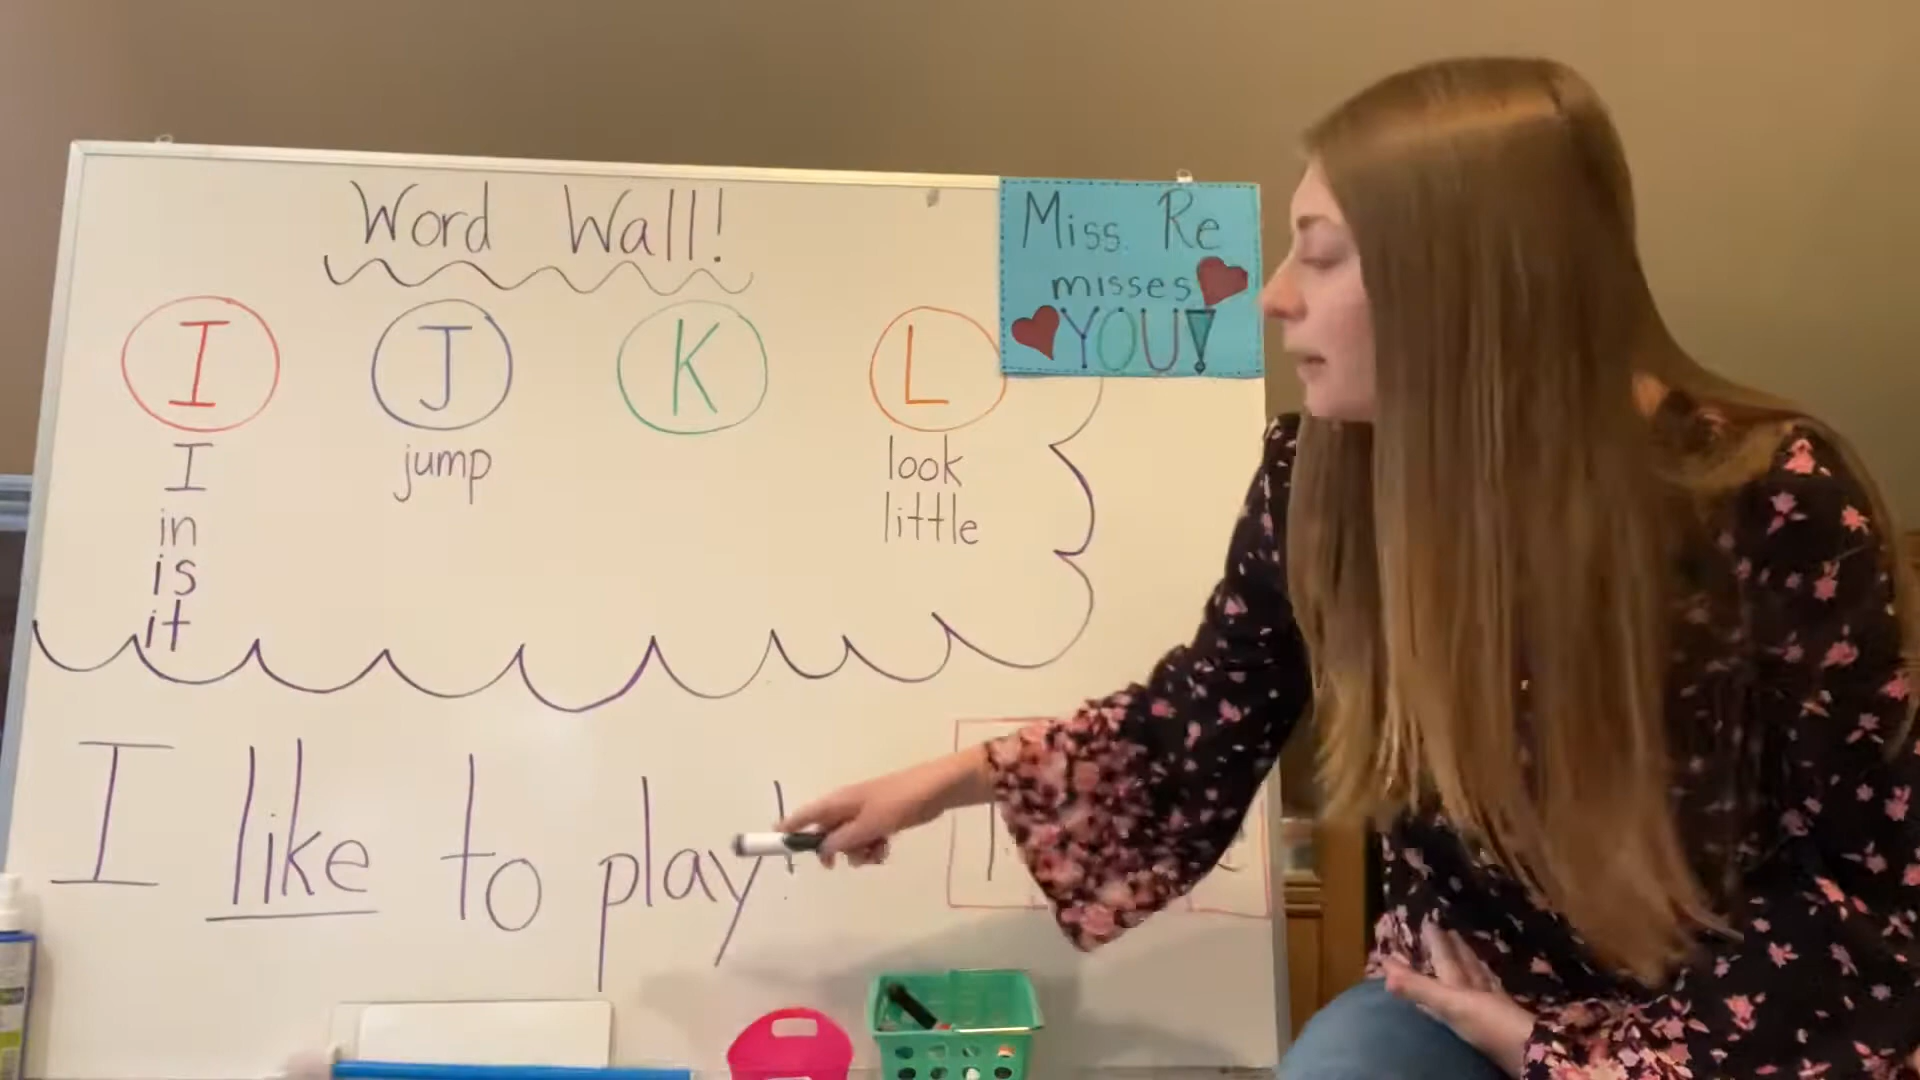 Word Wall!
Miss Re
misses
YOU!
I J K L
I jump look
in little
is
it
I like to play!